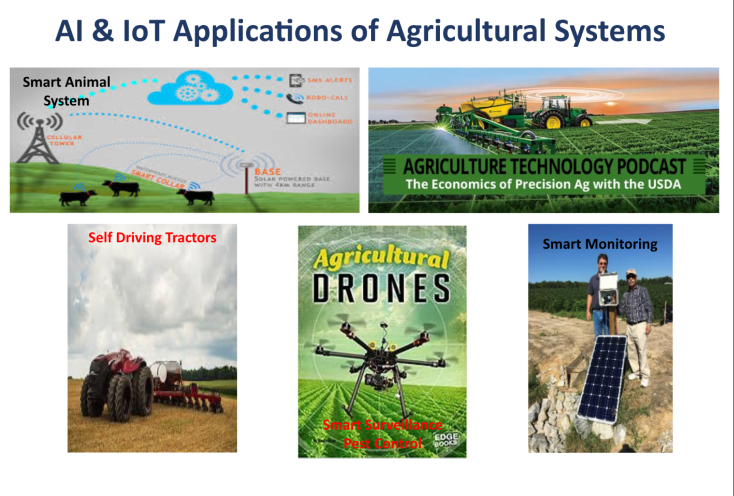 AI & IoT Applications of Agricultural Systems
Smart Animal
System
SMS ALERTS
ROBO-CALL
ONLINE
DASHBOARD
CELLULAR
TOWER
SMART COLLAR
BASE
SOLAR POWERED BASE
WITH 4KM RANGE
AGRICULTURE TECHNOLOGY PODCAST
The Economics of Precision Ag with the USDA
Self Driving Tractors
Agricultural
DRONES
Smart Surveillance
Pest Control
EDGE
BOOKS
Smart Monitoring